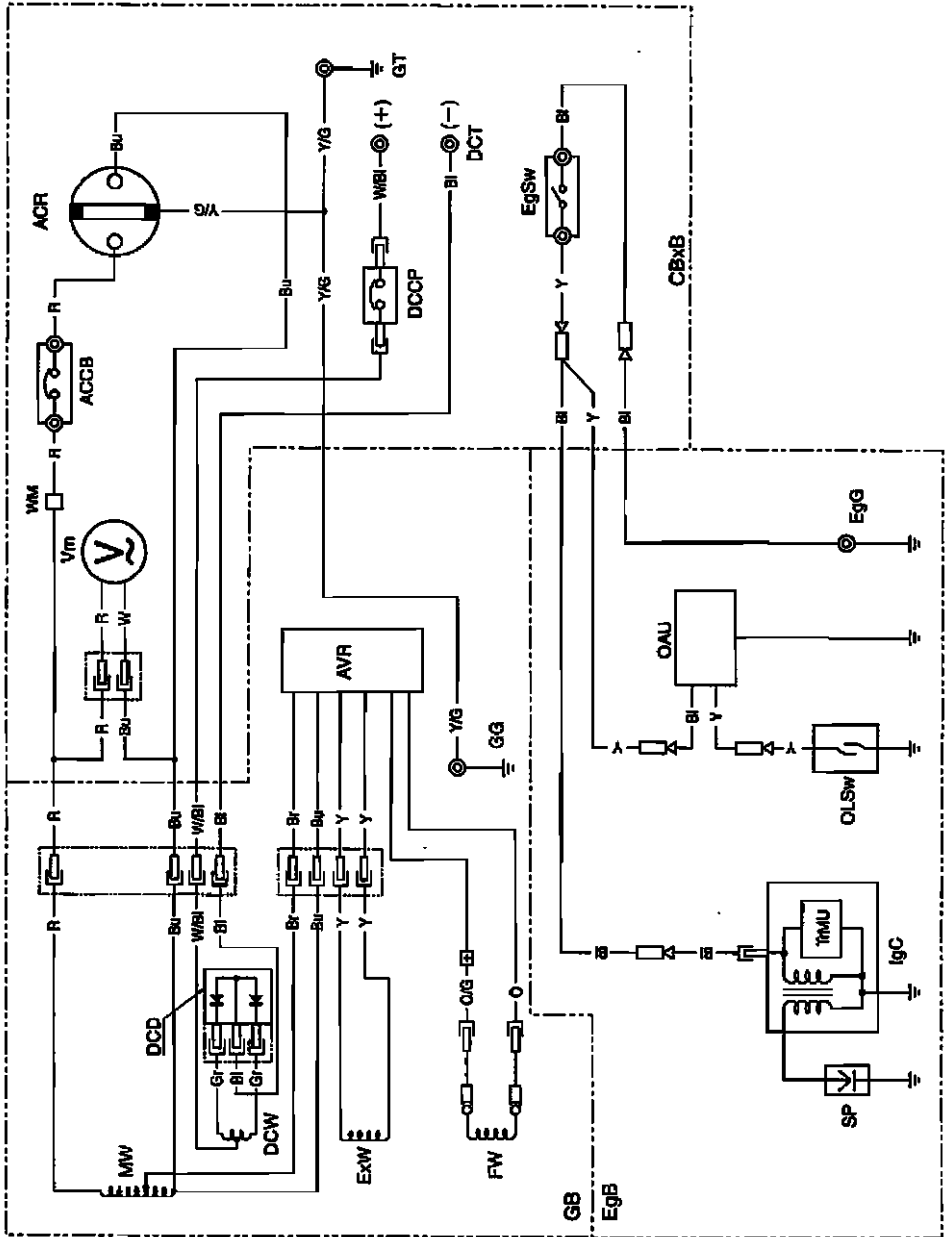 ACR
Bu
GT
Y/G
(+)
W/Bl
(−)
DCT
Bl
Y/G
R
ACCB
R
WM
Vm
V
R
W
R
Bu
Bu
Y/G
DCCP
EgSw
Bl
Y
CBxB
Bl
Y
Bl
AVR
Y/G
GG
EgG
OAU
Bl
Y
Y
Y
OLSw
R
Bu
W/Bl
Bl
Br
Bu
Y
Y
R
Bu
W/Bl
Bl
Br
Bu
Y
Y
DCD
Gr
Bl
Gr
DCW
MW
ExW
O/G
O
FW
Bl
Bl
TrMU
IgC
SP
GB
EgB